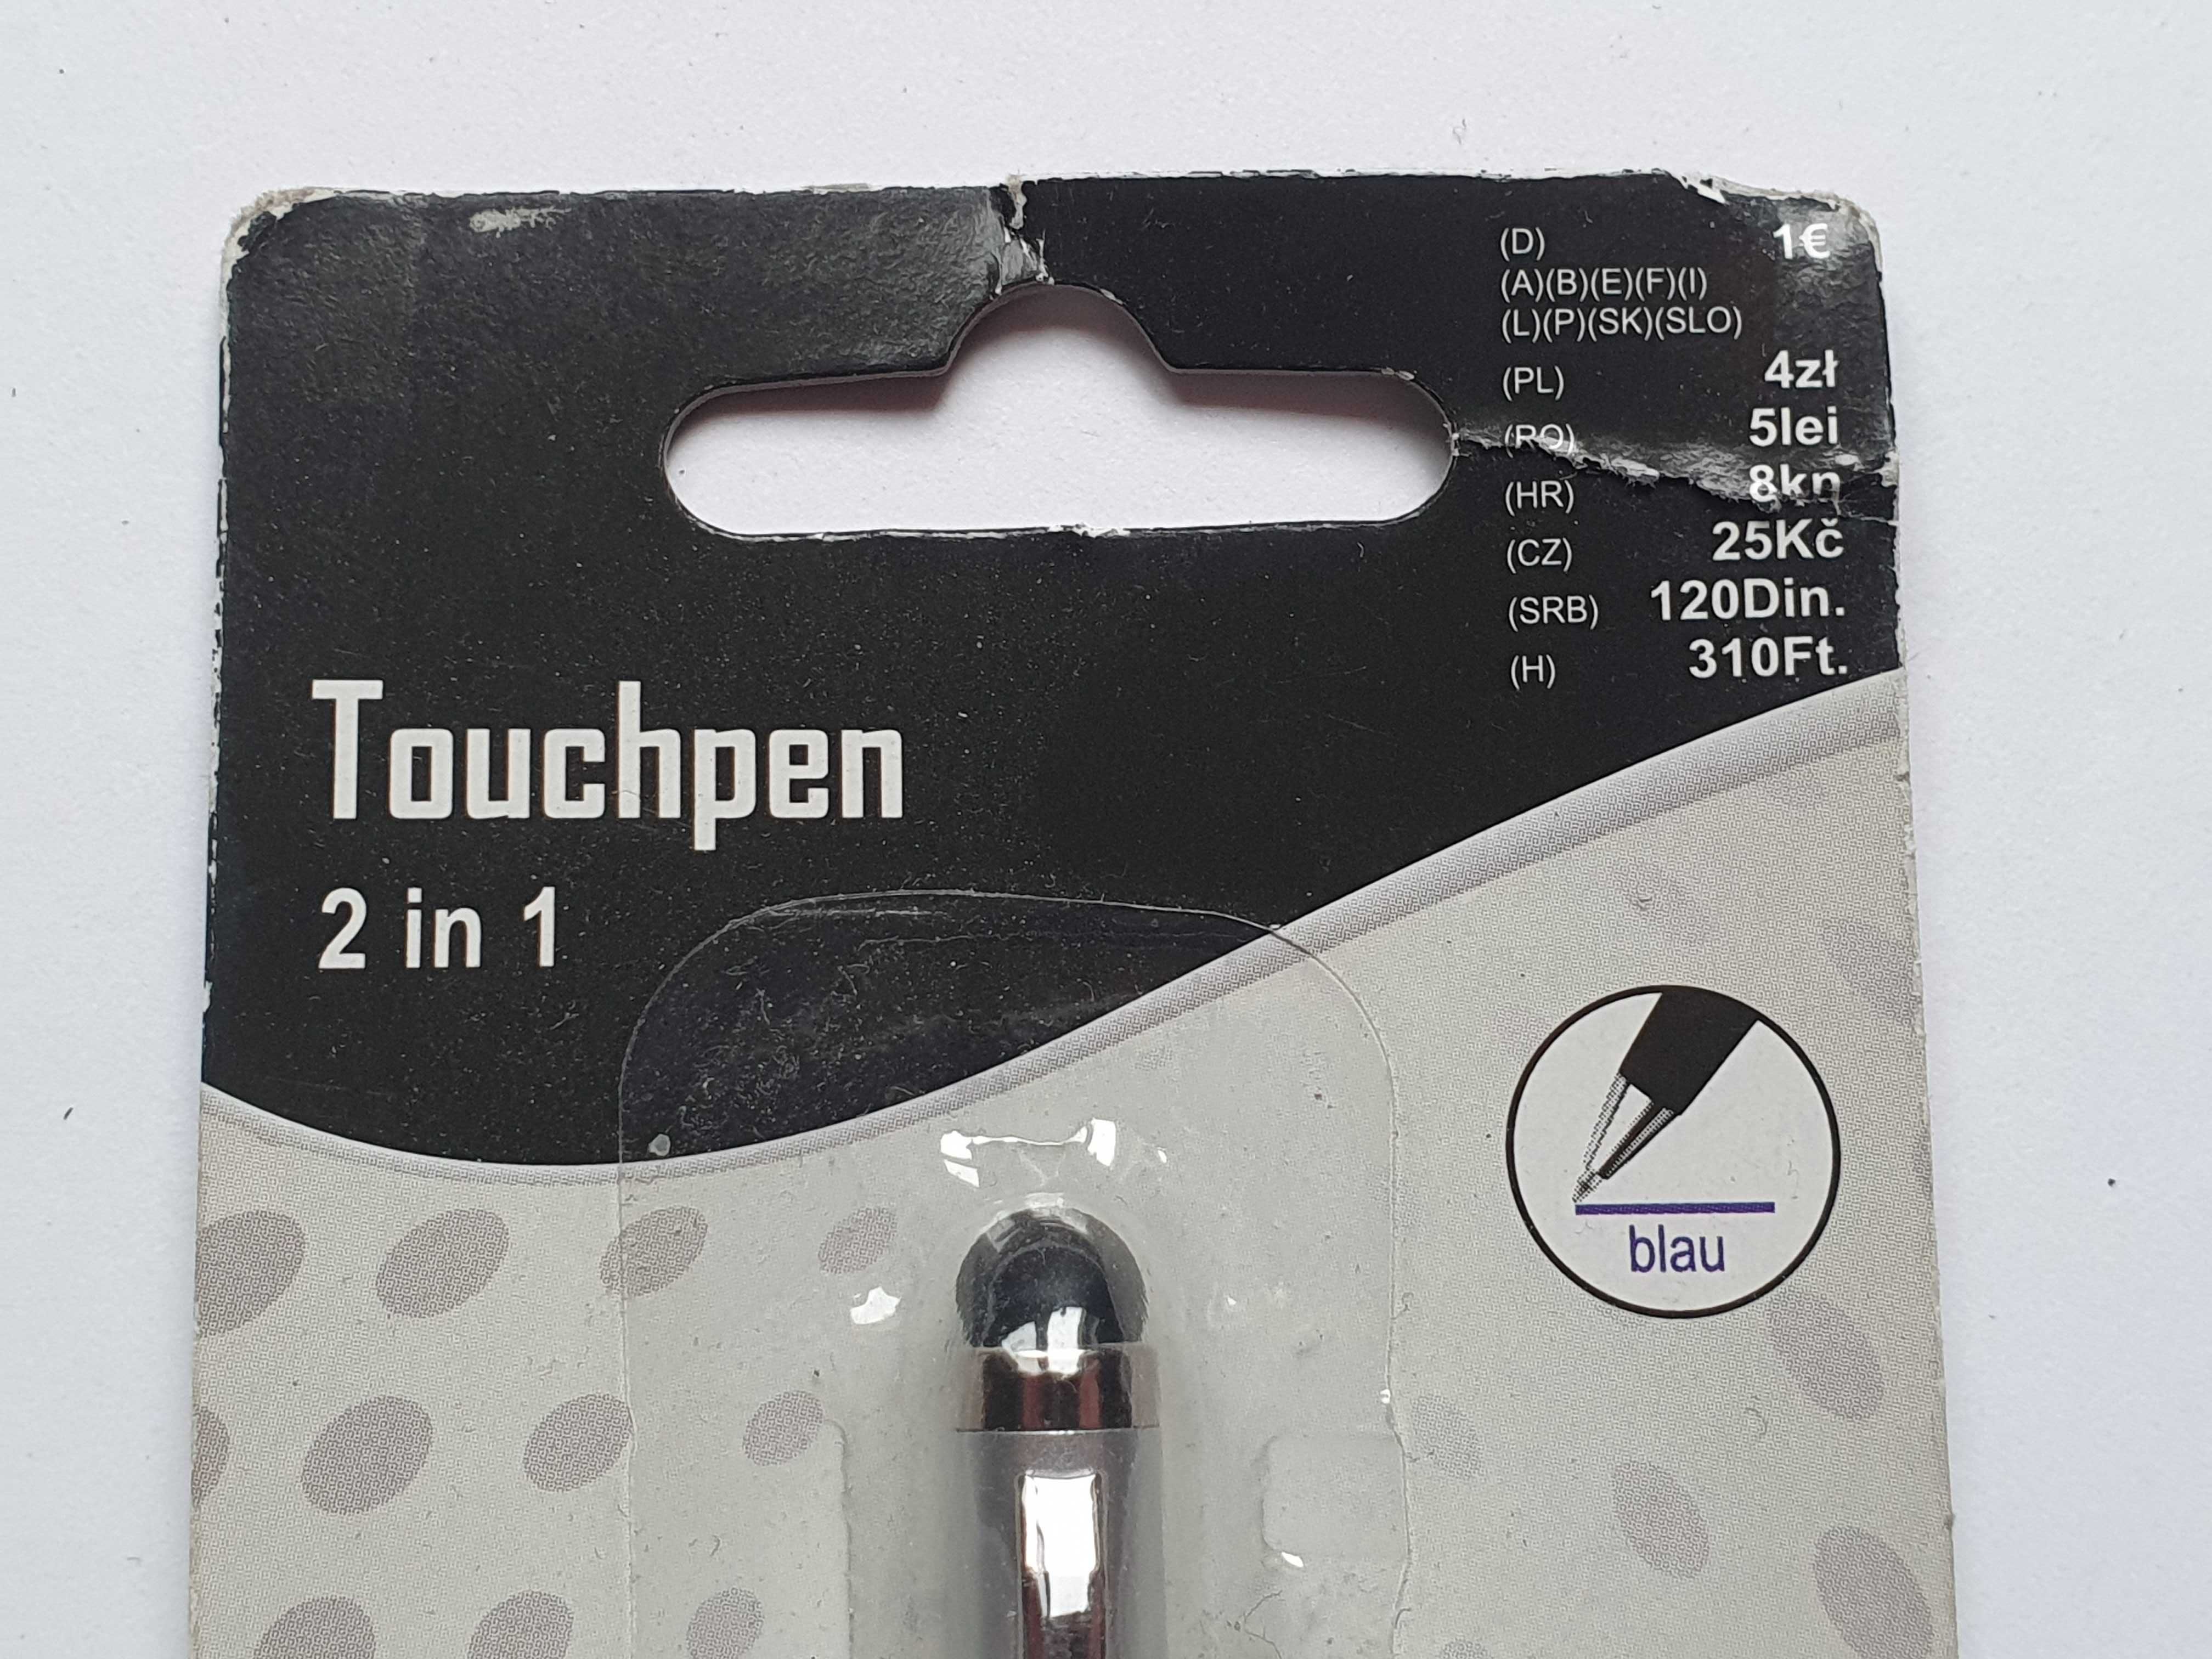 (D) 1€
(A)(B)(E)(F)(I)
(L)(P)(SK)(SLO)
(PL) 4zł
(RO) 5lei
(HR) 8kn
(CZ) 25Kč
(SRB) 120Din.
(H) 310Ft.
Touchpen
2 in 1
blau